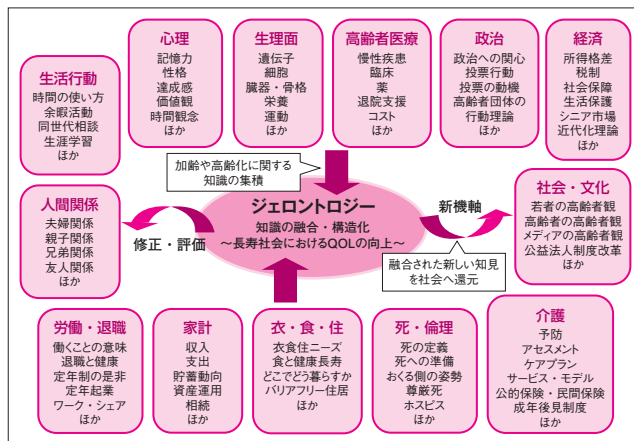 心理
記憶力
性格
達成感
価値観
時間観念
ほか
生理面
遺伝子
細胞
臓器・骨格
栄養
運動
ほか
高齢者医療
慢性疾患
臨床
薬
退院支援
コスト
ほか
政治
政治への関心
投票行動
投票の動機
高齢者団体の
行動理論
ほか
経済
所得格差
税制
社会保障
生活保護
シニア市場
近代化理論
ほか
生活行動
時間の使い方
余暇活動
同世代相談
生涯学習
ほか
加齢や高齢化に関する
知識の集積
人間関係
夫婦関係
親子関係
兄弟関係
友人関係
ほか
修正・評価
ジェロントロジー
知識の融合・構造化
~長寿社会におけるQOLの向上~
新機軸
融合された新しい知見
を社会へ還元
社会・文化
若者の高齢者観
高齢者の高齢者観
メディアの高齢者観
公益法人制度改革
ほか
労働・退職
働くことの意味
退職と健康
定年制の是非
定年起業
ワーク・シェア
ほか
家計
収入
支出
貯蓄動向
資産運用
相続
ほか
衣・食・住
衣食住ニーズ
食と健康長寿
どこでどう暮らすか
バリアフリー住居
ほか
死・倫理
死の定義
死への準備
おくる側の姿勢
尊厳死
ホスピス
ほか
介護
予防
アセスメント
ケアプラン
サービス・モデル
公的保険・民間保険
成年後見制度
ほか